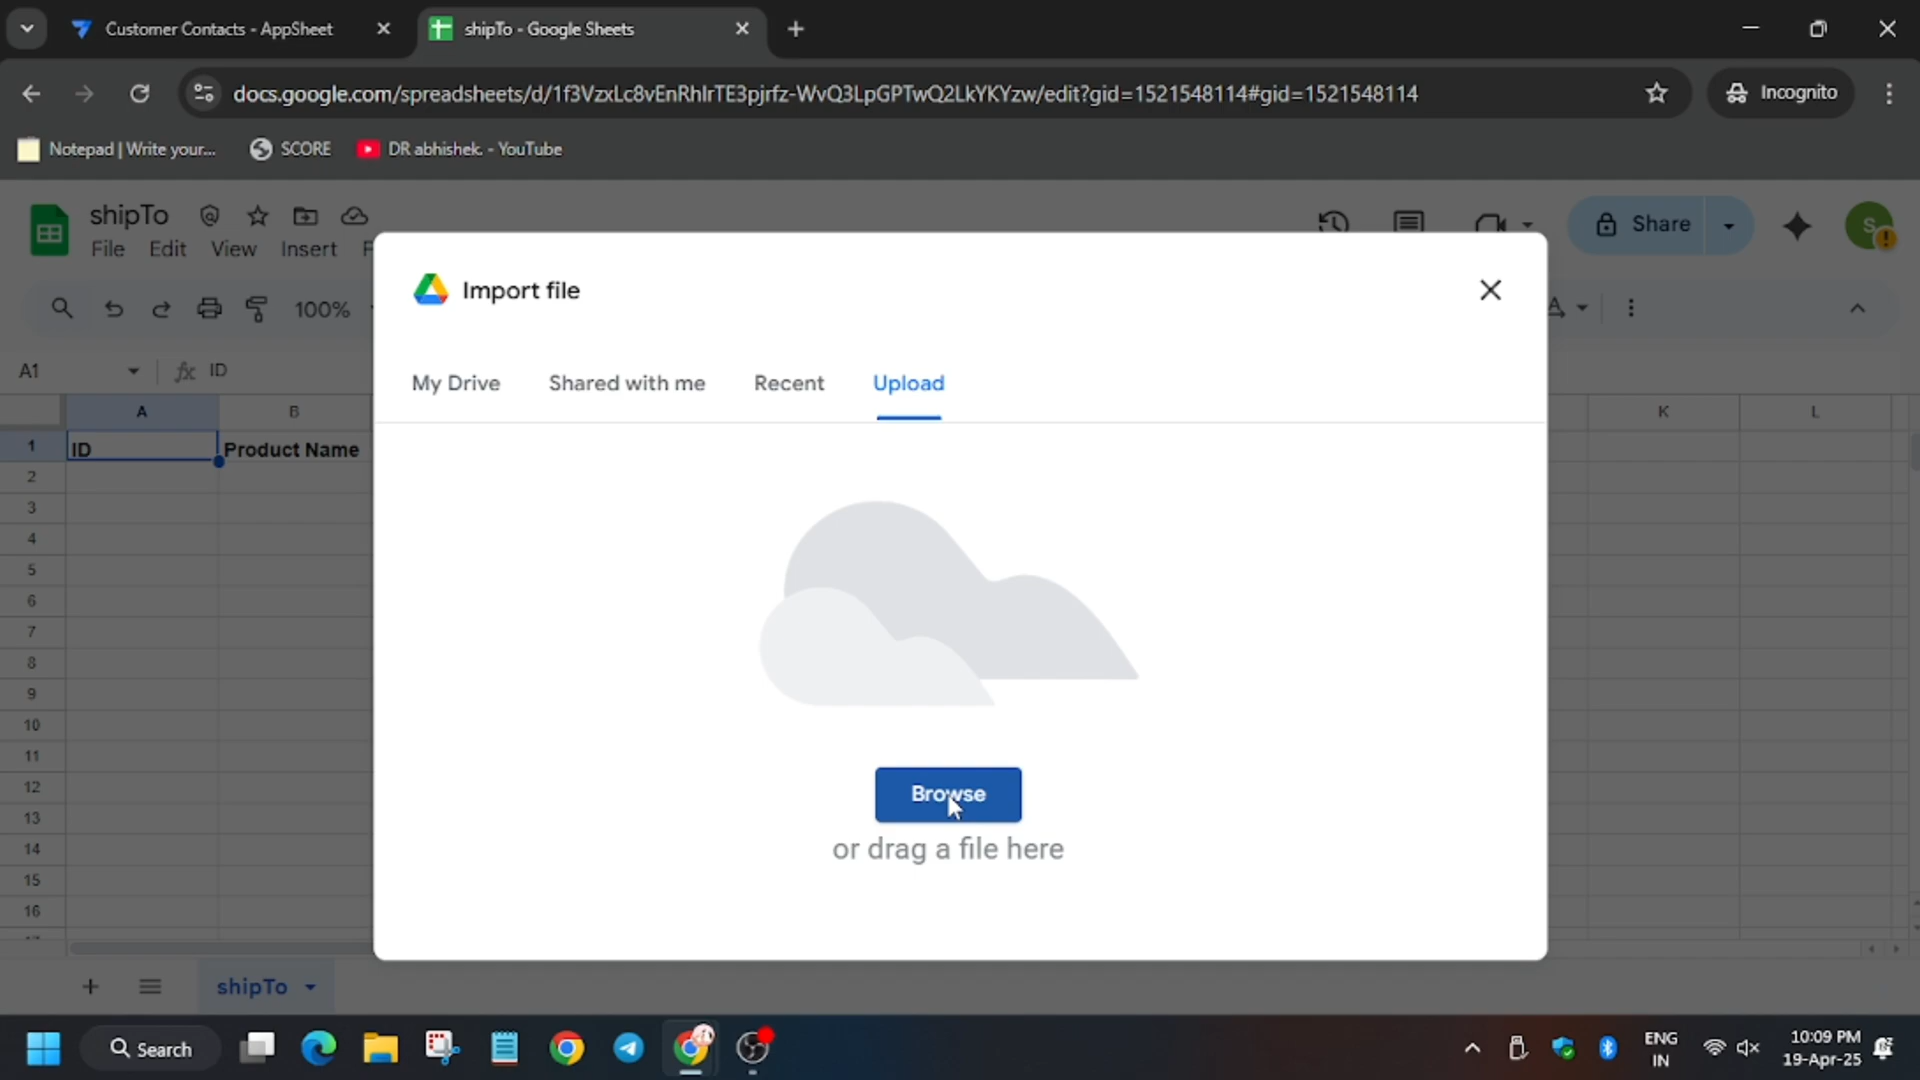 Customer Contacts - AppSheet
shipTo - Google Sheets
docs.google.com/spreadsheets/d/1f3VzxLc8vEnRhIrTE3pjrfz-WvQ3LpGPTwQ2LkYKYzw/edit?gid=1521548114#gid=1521548114
Incognito
Notepad | Write your...
SCORE
DR abhishek. - YouTube
shipTo
File Edit View Insert
Share
S
Import file
100%
My Drive
Shared with me
Recent
Upload
A1
ID
A B K L
1 ID Product Name
2
3
4
5
6
7
8
9
10
11
12
13
14
15
16
Browse
or drag a file here
shipTo
Search
ENG
IN
10:09 PM
19-Apr-25